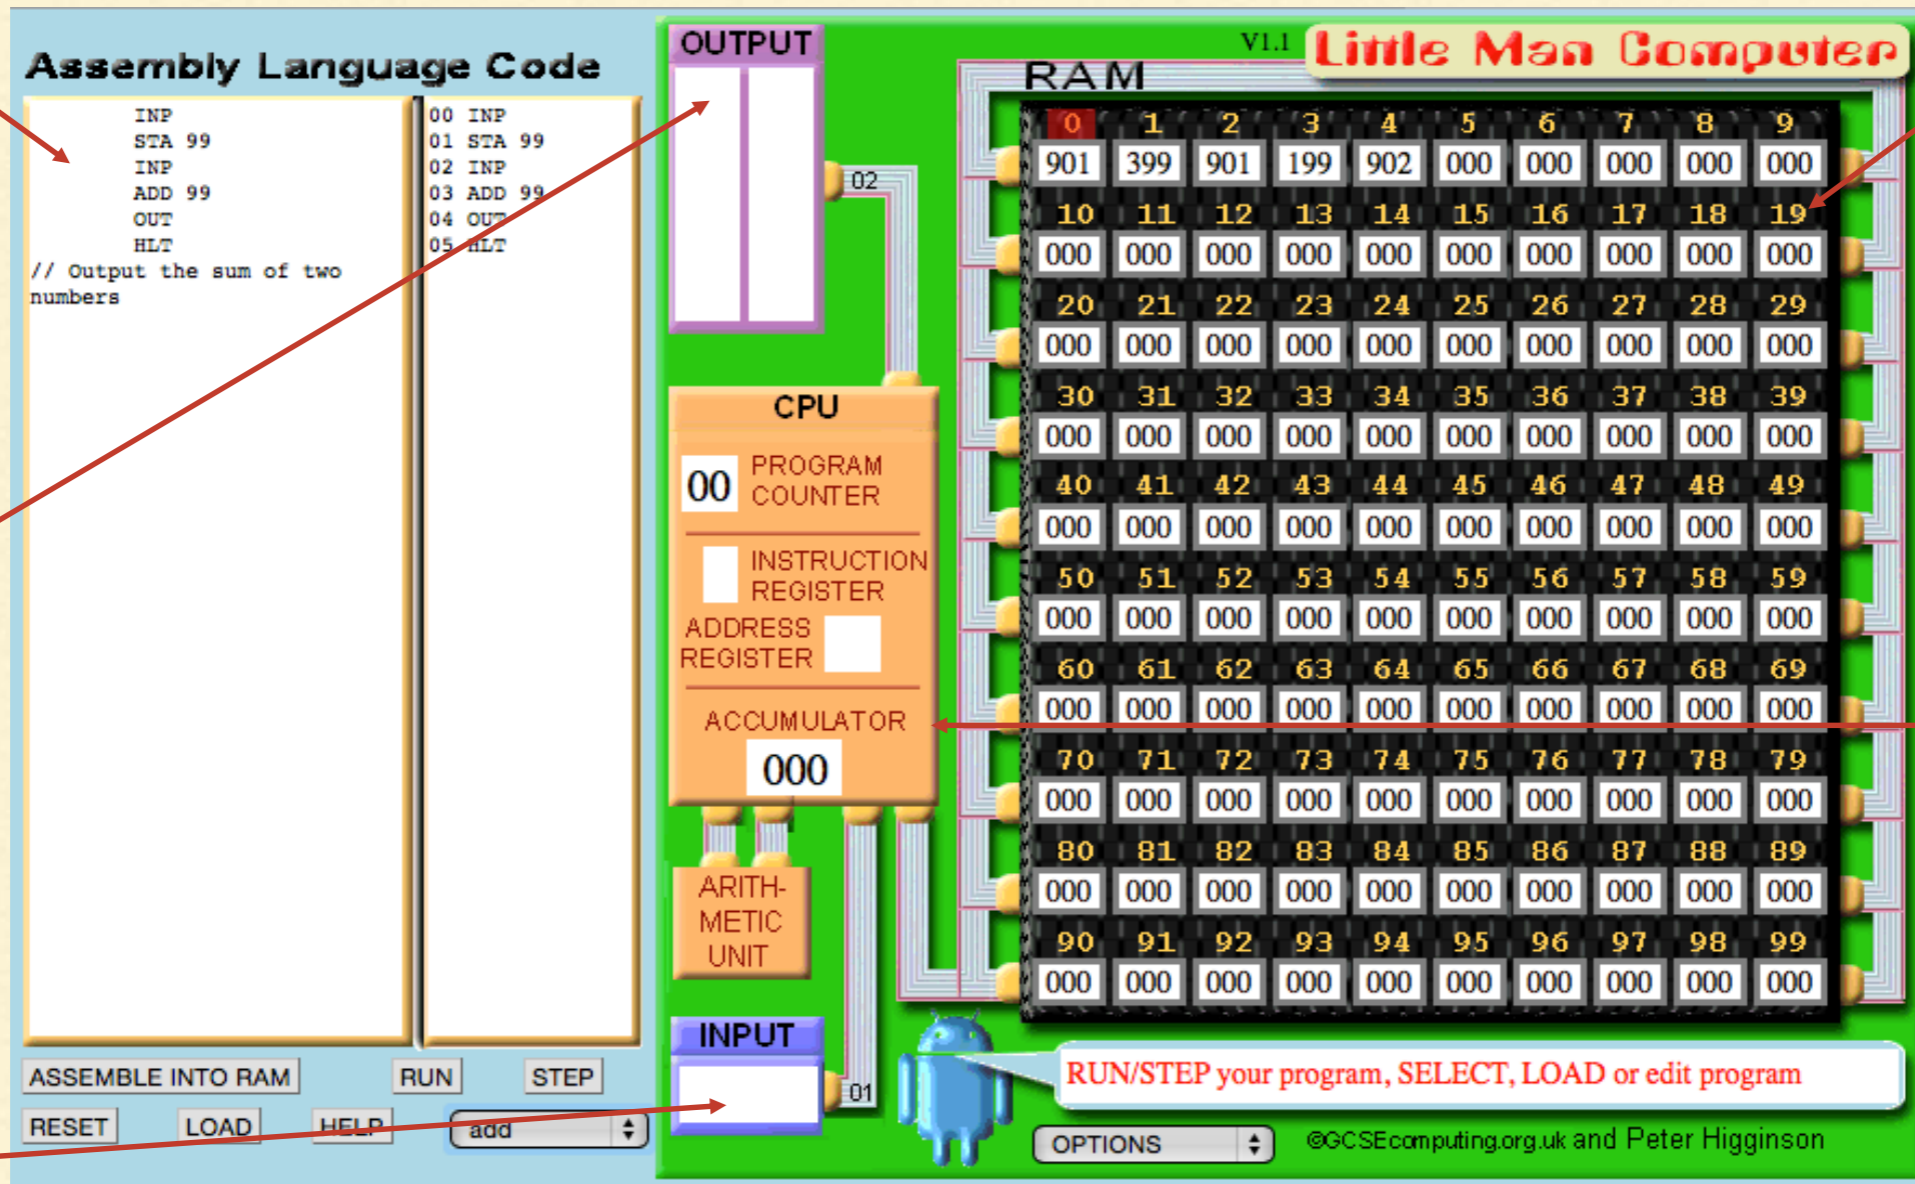 Assembly Language Code
INP
STA 99
INP
ADD 99
OUT
HLT
// Output the sum of two
numbers
00 INP
01 STA 99
02 INP
03 ADD 99
04 OUT
05 HLT
ASSEMBLE INTO RAM
RUN
STEP
RESET
LOAD
HELP
add
OUTPUT
02
CPU
00
PROGRAM
COUNTER
INSTRUCTION
REGISTER
ADDRESS
REGISTER
ACCUMULATOR
000
ARITH-
METIC
UNIT
INPUT
01
V1.1
Little Man Computer
RAM
0 1 2 3 4 5 6 7 8 9
901 399 901 199 902 000 000 000 000 000
10 11 12 13 14 15 16 17 18 19
000 000 000 000 000 000 000 000 000 000
20 21 22 23 24 25 26 27 28 29
000 000 000 000 000 000 000 000 000 000
30 31 32 33 34 35 36 37 38 39
000 000 000 000 000 000 000 000 000 000
40 41 42 43 44 45 46 47 48 49
000 000 000 000 000 000 000 000 000 000
50 51 52 53 54 55 56 57 58 59
000 000 000 000 000 000 000 000 000 000
60 61 62 63 64 65 66 67 68 69
000 000 000 000 000 000 000 000 000 000
70 71 72 73 74 75 76 77 78 79
000 000 000 000 000 000 000 000 000 000
80 81 82 83 84 85 86 87 88 89
000 000 000 000 000 000 000 000 000 000
90 91 92 93 94 95 96 97 98 99
000 000 000 000 000 000 000 000 000 000
RUN/STEP your program, SELECT, LOAD or edit program
OPTIONS
©GCSEcomputing.org.uk and Peter Higginson